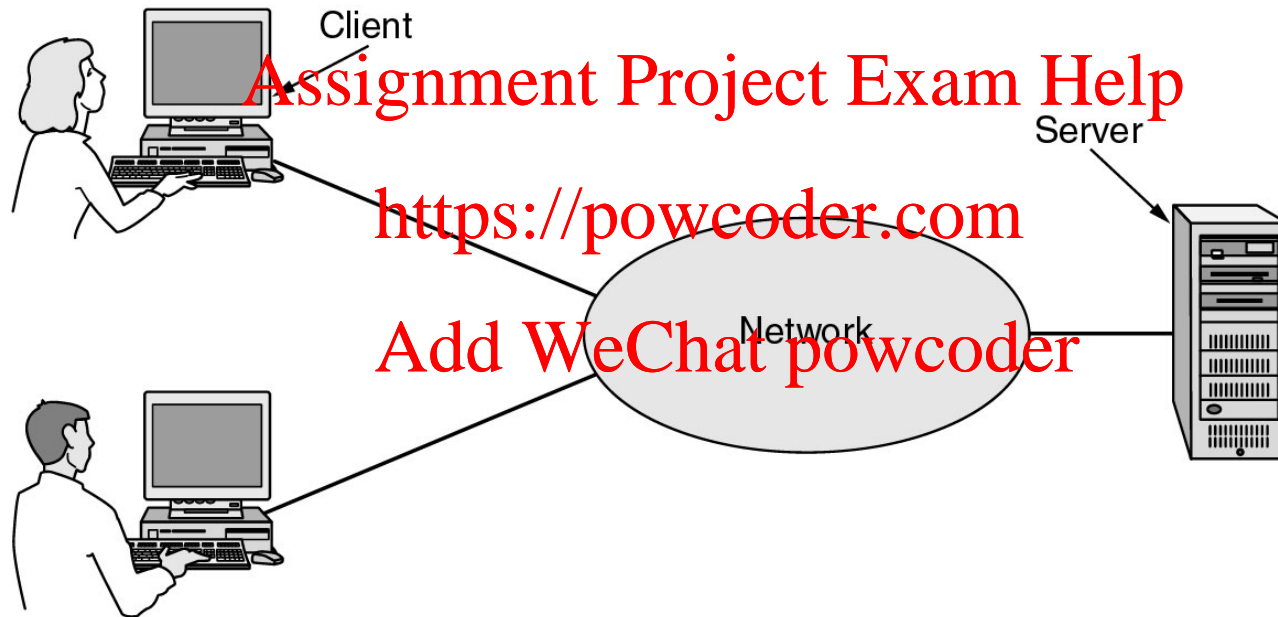 Client
Assignment Project Exam Help
Server
https://powcoder.com
Network
Add WeChat powcoder